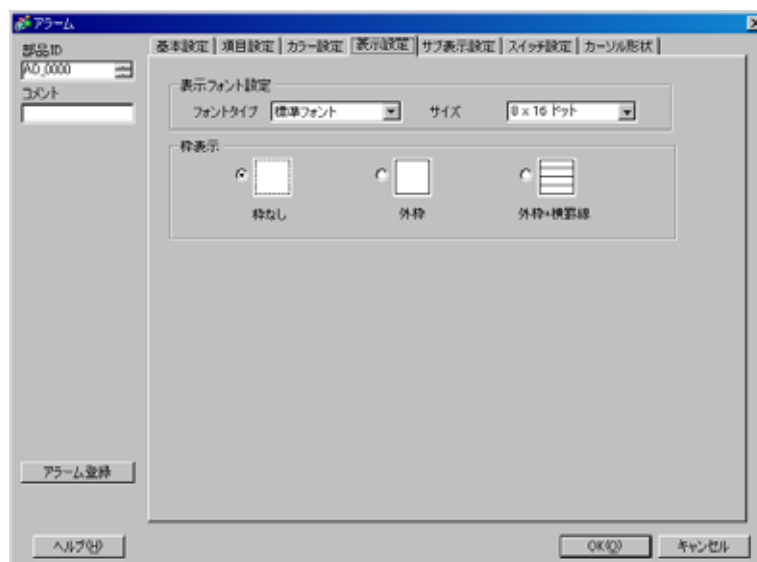 アラーム
部品ID
AD_0000
コメント
基本設定 項目設定 カラー設定 表示設定 サブ表示設定 スイッチ設定 カーソル形状
表示フォント設定
フォントタイプ 標準フォント サイズ 8 x 16 ドット
枠表示
枠なし 外枠 外枠+横罫線
アラーム登録
ヘルプ(H) OK(O) キャンセル